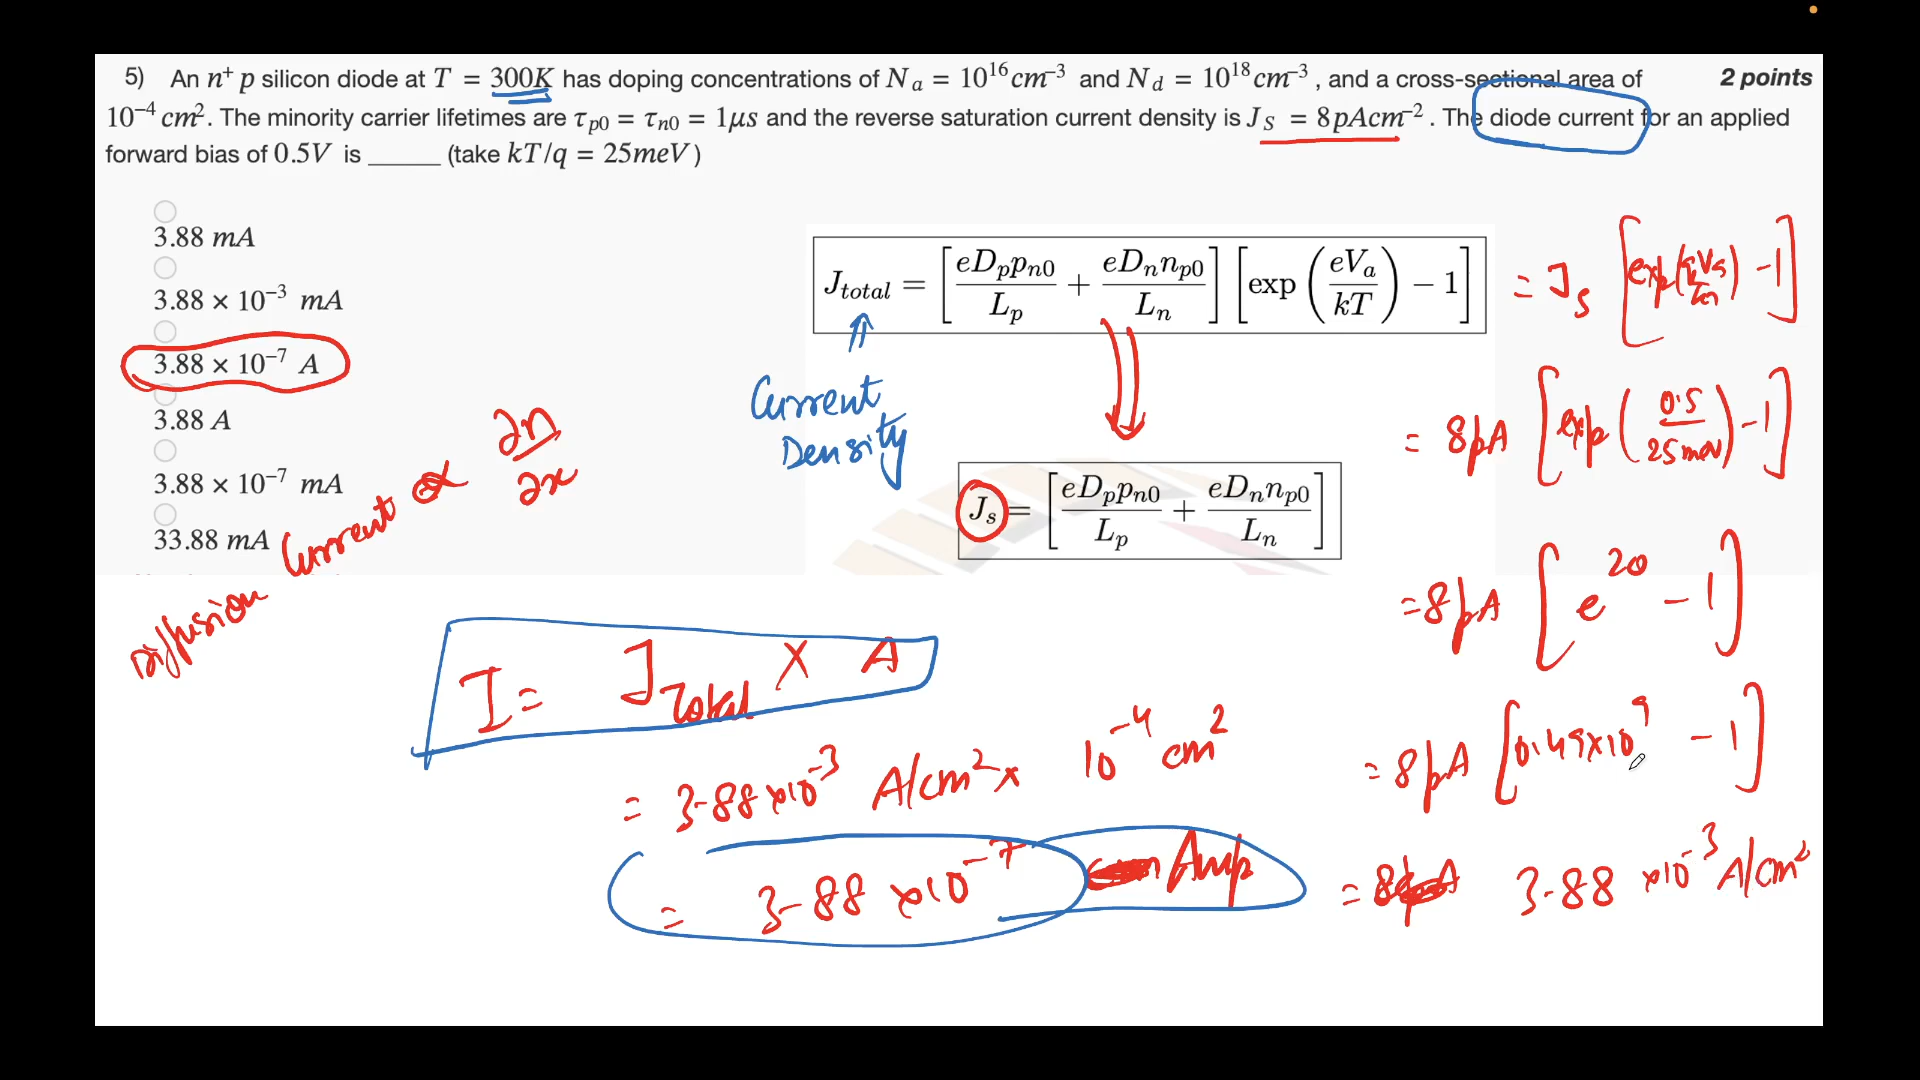 5) An n⁺ p silicon diode at T = 300K has doping concentrations of Nₐ = 10¹⁶cm⁻³ and N_d = 10¹⁸cm⁻³ , and a cross-sectional area of 2 points
10⁻⁴ cm². The minority carrier lifetimes are τ_p0 = τ_n0 = 1μs and the reverse saturation current density is J_S = 8pAcm⁻² . The diode current for an applied
forward bias of 0.5V is ______ (take kT/q = 25meV)
3.88 mA
3.88 × 10⁻³ mA
3.88 × 10⁻⁷ A
3.88 A
3.88 × 10⁻⁷ mA
33.88 mA
J_total = [eD_p p_n0 / L_p + eD_n n_p0 / L_n] [exp (eV_a / kT) − 1]
Current
Density
J_s = [eD_p p_n0 / L_p + eD_n n_p0 / L_n]
Diffusion Current ∝ ∂n/∂x
I = J_Total × A
= 3.88 ×10⁻³ A/cm² × 10⁻⁴ cm²
= 3.88 ×10⁻⁷ Amp
= 8pA [exp (0.5 / 25meV) −1]
= 8pA [e²⁰ − 1]
= 8pA [0.49×10⁹ − 1]
= 3.88 ×10⁻³ A/cm²